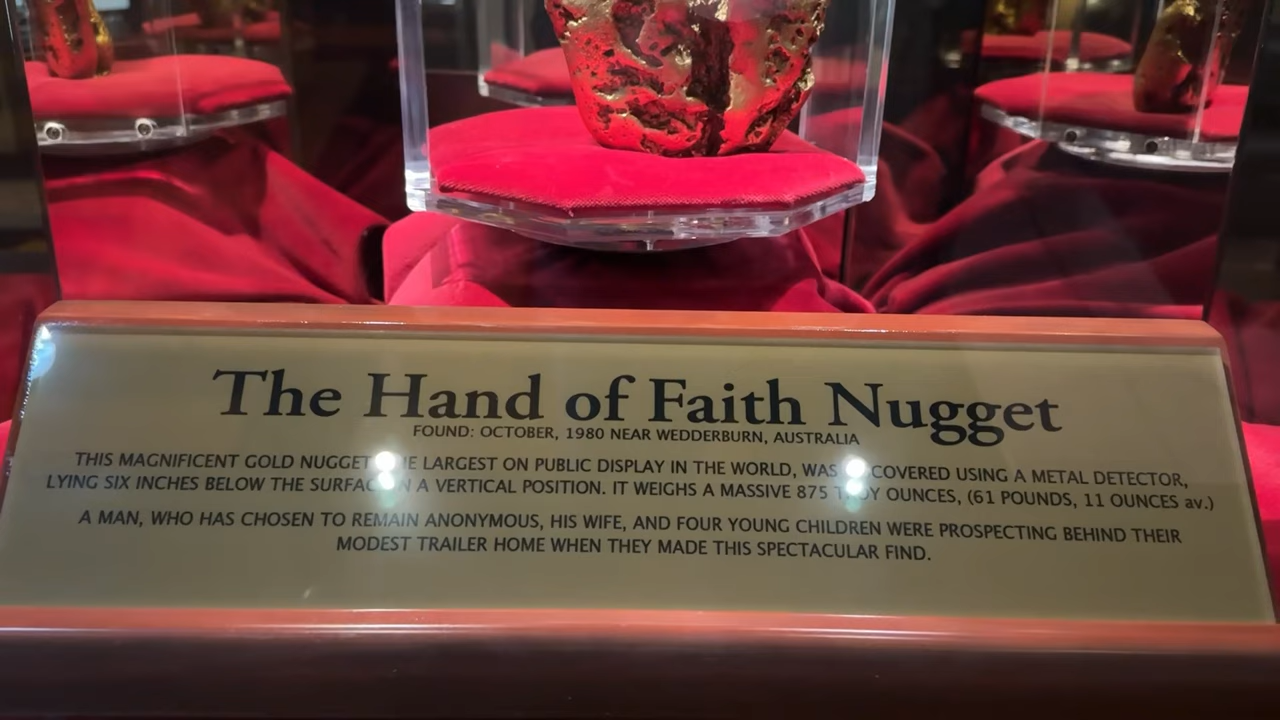 The Hand of Faith Nugget
FOUND: OCTOBER, 1980 NEAR WEDDERBURN, AUSTRALIA
THIS MAGNIFICENT GOLD NUGGET LARGEST ON PUBLIC DISPLAY IN THE WORLD, WAS USING A METAL DETECTOR,
LYING SIX INCHES BELOW THE A VERTICAL POSITION. IT WEIGHS A MASSIVE 875 OUNCES, (61 POUNDS, 11 OUNCES av.)
A MAN, WHO HAS CHOSEN TO REMAIN ANONYMOUS, HIS WIFE, AND FOUR YOUNG CHILDREN WERE PROSPECTING BEHIND THEIR
MODEST TRAILER HOME WHEN THEY MADE THIS SPECTACULAR FIND.